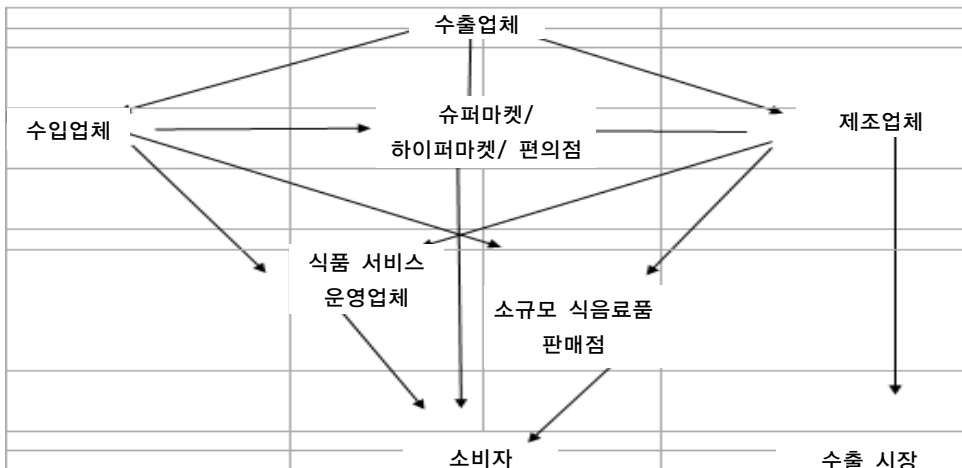 수출업체
수입업체
슈퍼마켓/
하이퍼마켓/ 편의점
제조업체
식품 서비스
운영업체
소규모 식음료품
판매점
소비자
수출 시장